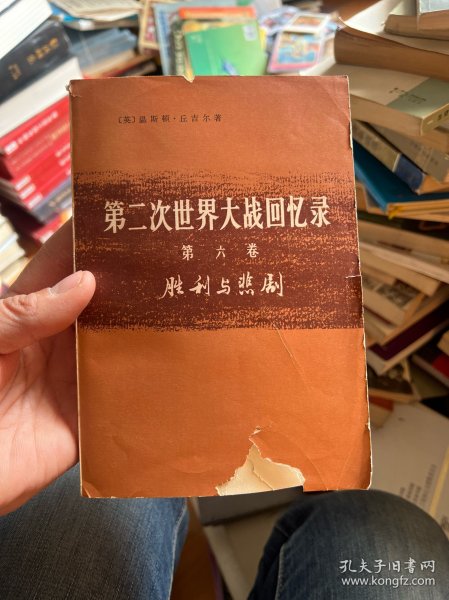 〔英〕温斯顿·丘吉尔著
第二次世界大战回忆录
第六卷
胜利与悲剧
孔夫子旧书网
www.kongfz.com